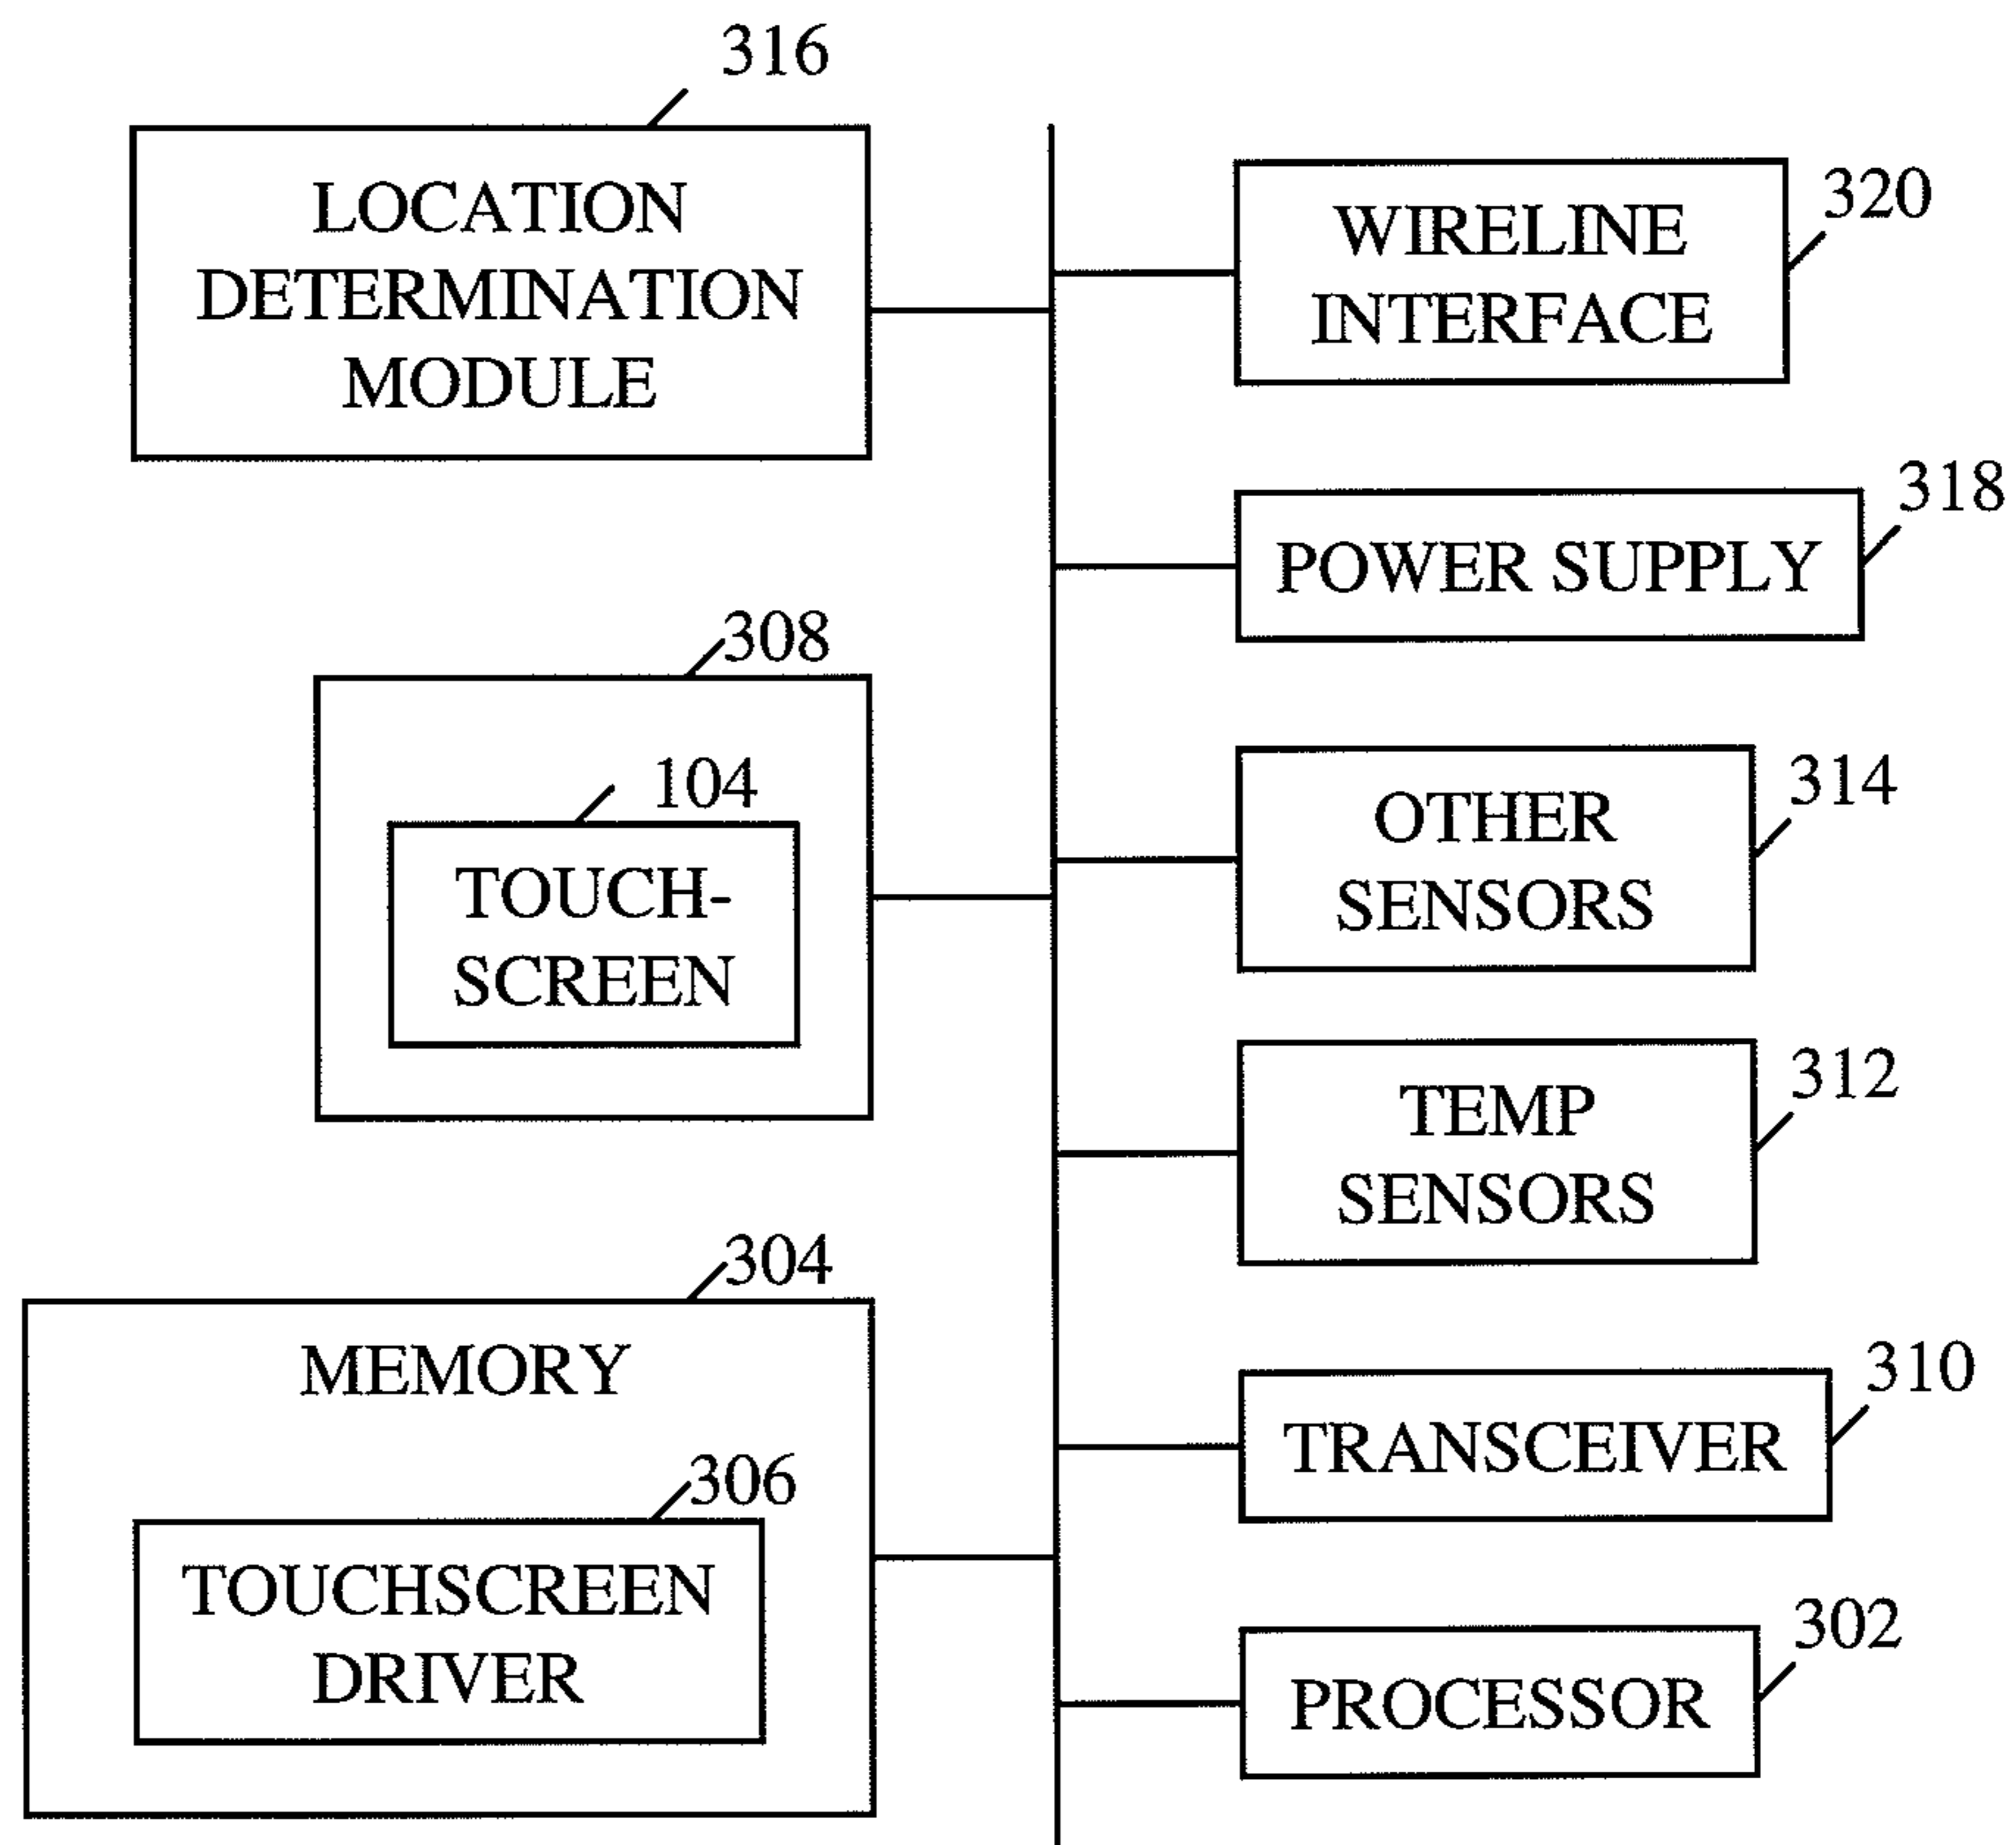 316
LOCATION
DETERMINATION
MODULE
320
WIRELINE
INTERFACE
318
POWER SUPPLY
308
104
TOUCH-
SCREEN
314
OTHER
SENSORS
312
TEMP
SENSORS
304
MEMORY
306
TOUCHSCREEN
DRIVER
310
TRANSCEIVER
302
PROCESSOR